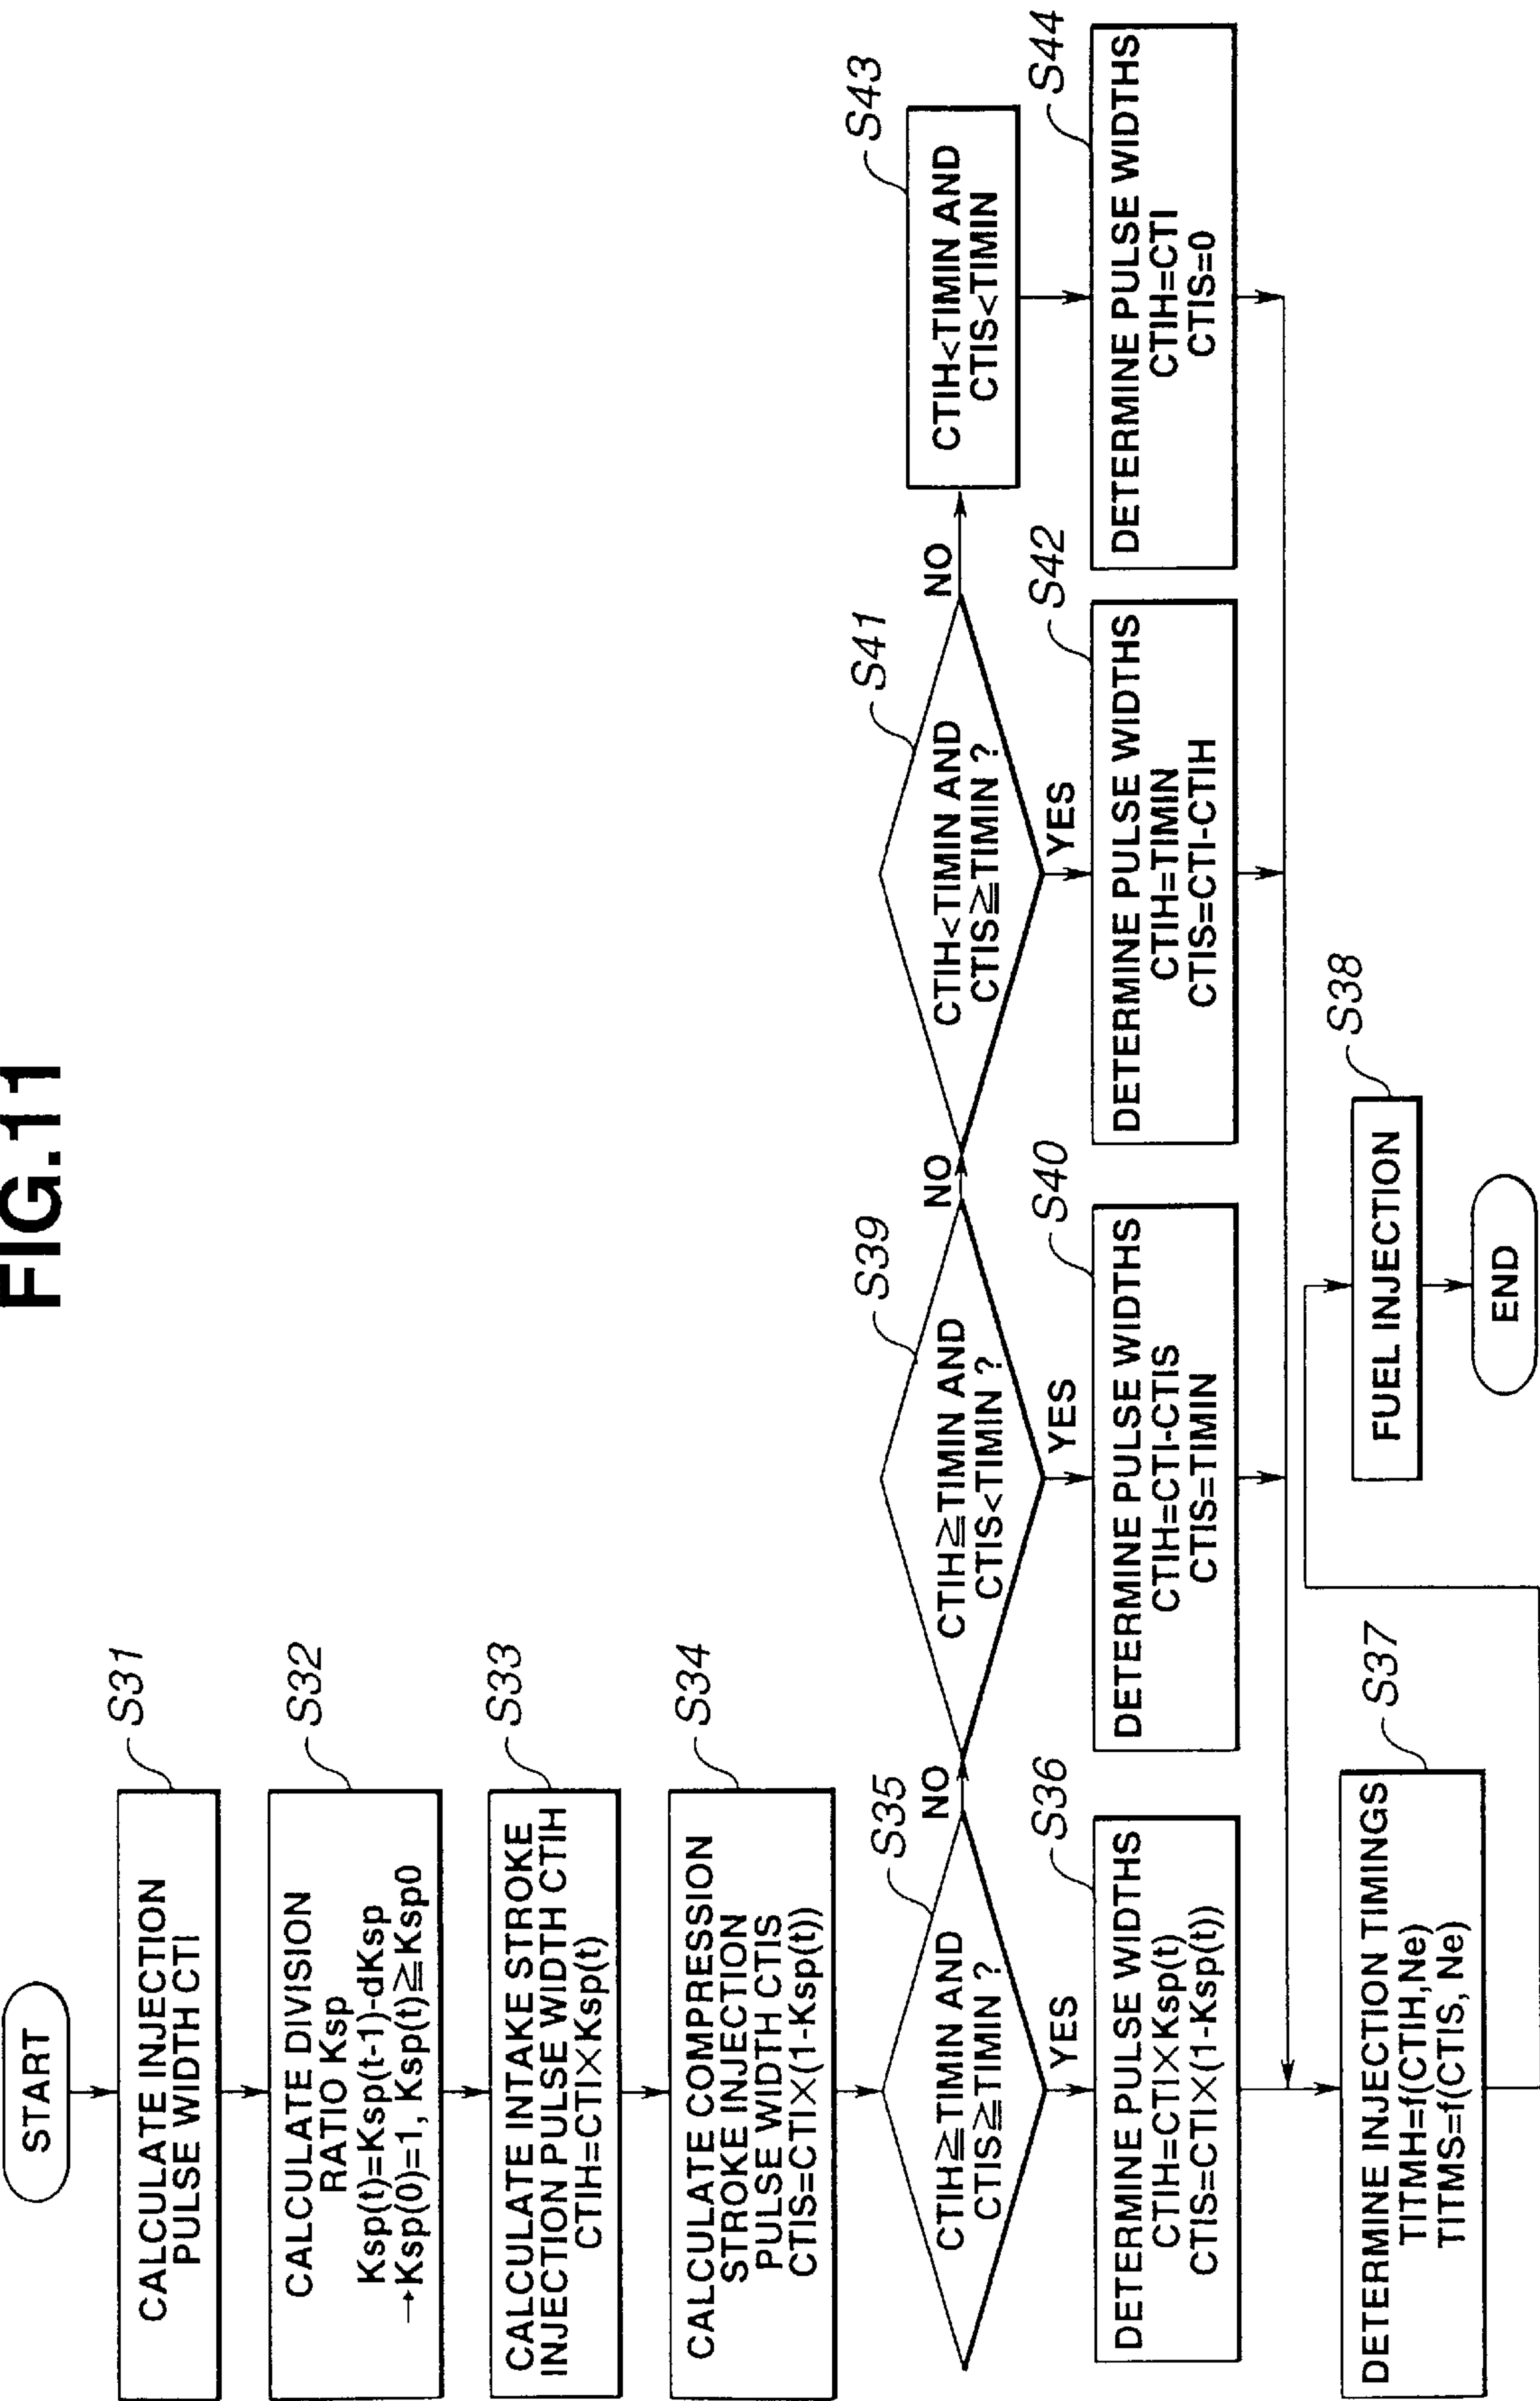 FIG.11
START
CALCULATE INJECTION
PULSE WIDTH CTI
S31
CALCULATE DIVISION
RATIO Ksp
Ksp(t)=Ksp(t-1)-dKsp
→Ksp(0)=1, Ksp(t)≧Ksp0
S32
CALCULATE INTAKE STROKE
INJECTION PULSE WIDTH CTIH
CTIH=CTI×Ksp(t)
S33
CALCULATE COMPRESSION
STROKE INJECTION
PULSE WIDTH CTIS
CTIS=CTI×(1-Ksp(t))
S34
CTIH≧TIMIN AND
CTIS≧TIMIN ?
S35
NO
YES
DETERMINE PULSE WIDTHS
CTIH=CTI×Ksp(t)
CTIS=CTI×(1-Ksp(t))
S36
CTIH≧TIMIN AND
CTIS<TIMIN ?
S39
NO
YES
DETERMINE PULSE WIDTHS
CTIH=CTI-CTIS
CTIS=TIMIN
S40
CTIH<TIMIN AND
CTIS≧TIMIN ?
S41
NO
YES
DETERMINE PULSE WIDTHS
CTIH=TIMIN
CTIS=CTI-CTIH
S42
CTIH<TIMIN AND
CTIS<TIMIN
S43
DETERMINE PULSE WIDTHS
CTIH=CTI
CTIS=0
S44
DETERMINE INJECTION TIMINGS
TITMH=f(CTIH,Ne)
TITMS=f(CTIS, Ne)
S37
FUEL INJECTION
S38
END